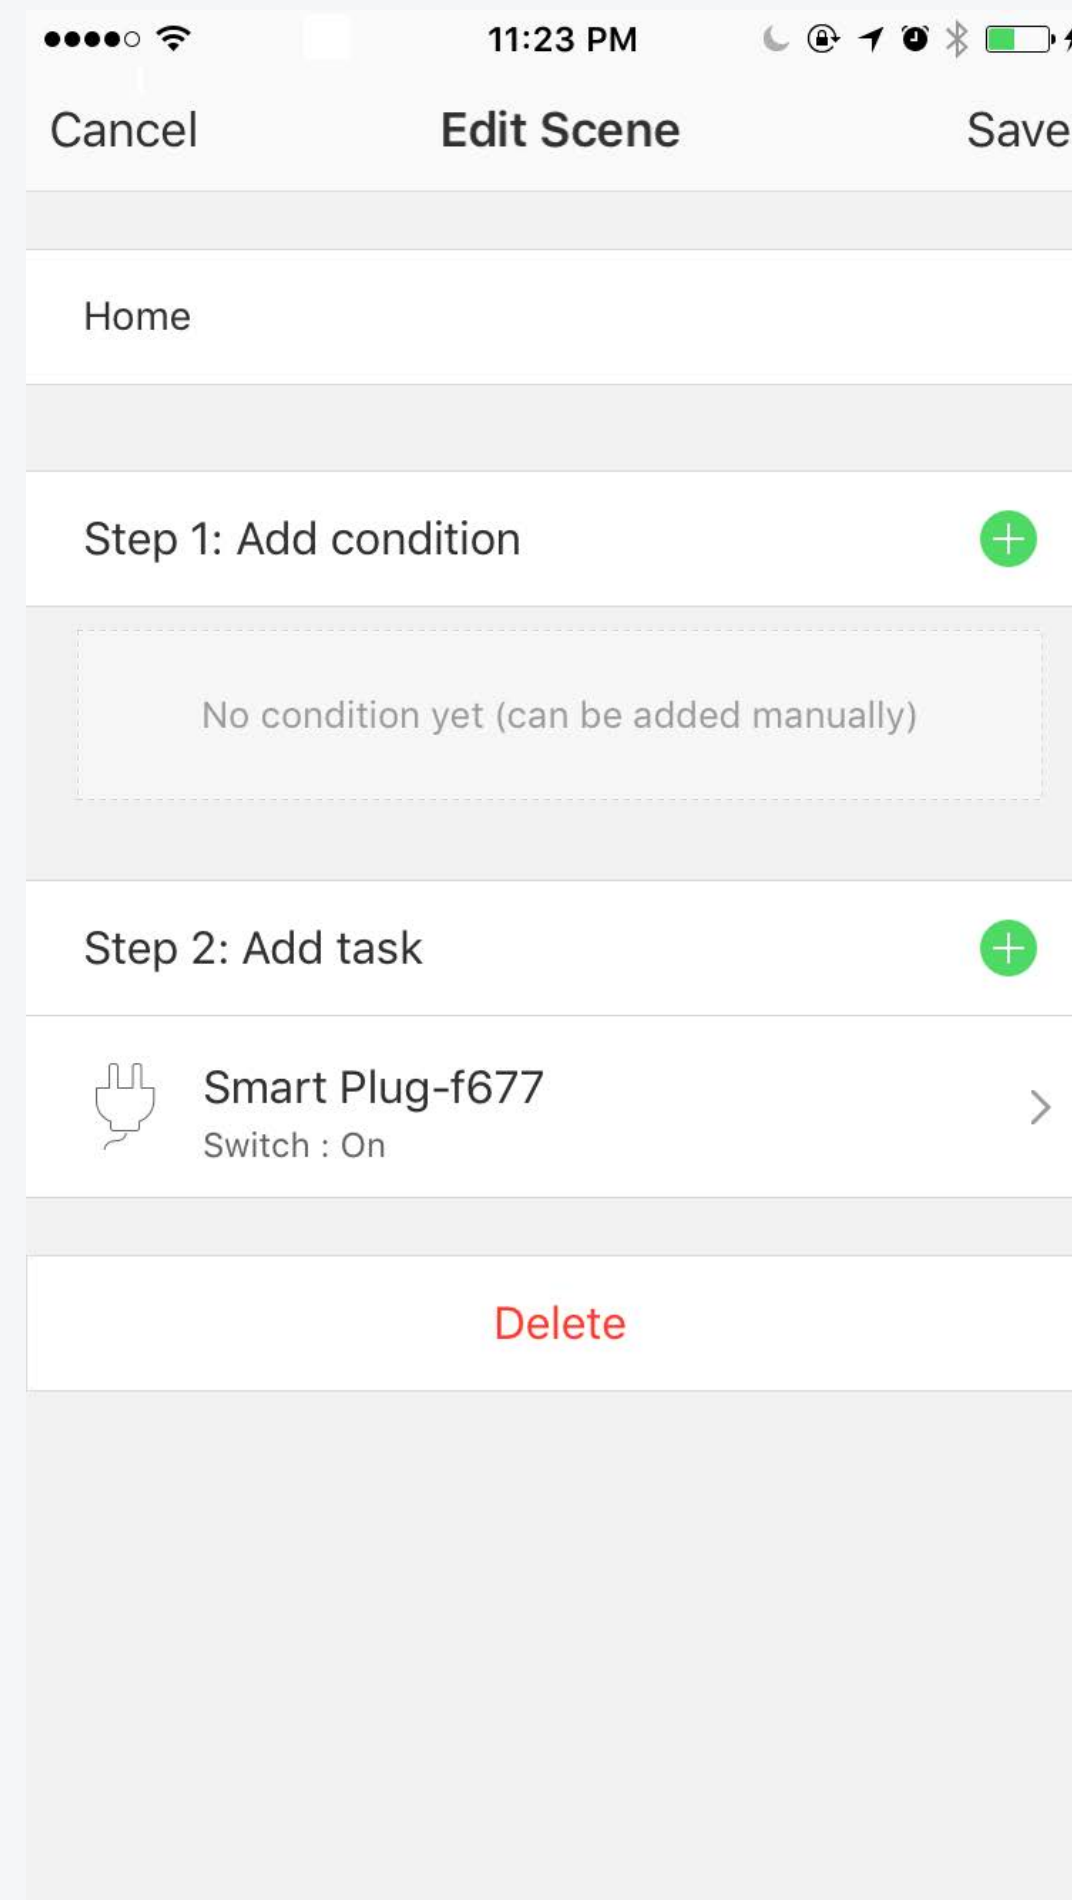 11:23 PM
Cancel
Edit Scene
Save
Home
Step 1: Add condition
No condition yet (can be added manually)
Step 2: Add task
Smart Plug-f677
Switch : On
Delete